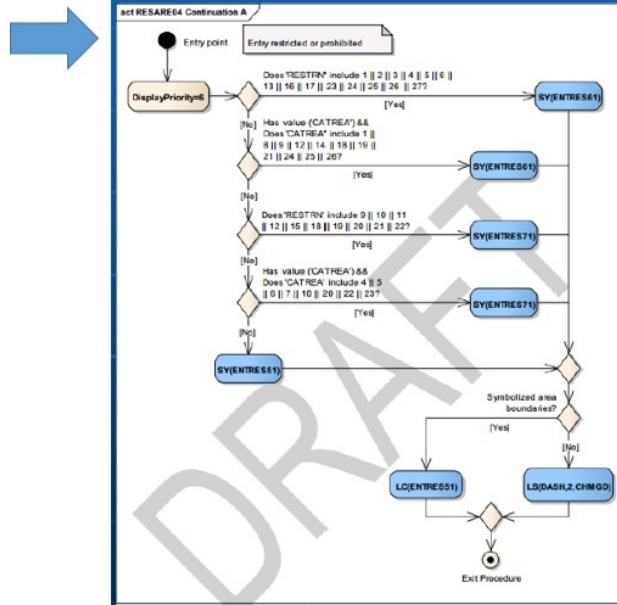 act RESARE04 Continuation A
Entry point
Entry restricted or prohibited
DisplayPriority=6
Does 'RESTRN" include 1 || 2 || 3 || 4 || 5 || 6 ||
13 || 16 || 17 || 23 || 24 || 25 || 26 || 27?
[Yes]
SY(ENTRES61)
[No]
Has value ('CATREA') &&
Does 'CATREA" include 1 ||
8 || 9 || 12 || 14 || 18 || 19 ||
21 || 24 || 25 || 26?
[Yes]
SY(ENTRES61)
[No]
Does 'RESTRN' include 9 || 10 || 11
|| 12 || 15 || 18 || 19 || 20 || 21 || 22?
[Yes]
SY(ENTRES71)
[No]
Has value ('CATREA') &&
Does 'CATREA' include 4 || 5
|| 6 || 7 || 10 || 20 || 22 || 23?
[Yes]
SY(ENTRES71)
[No]
SY(ENTRES51)
Symbolized area
boundaries?
[Yes]
[No]
LC(ENTRES51)
LS(DASH,2,CHMGD)
Exit Procedure
DRAFT